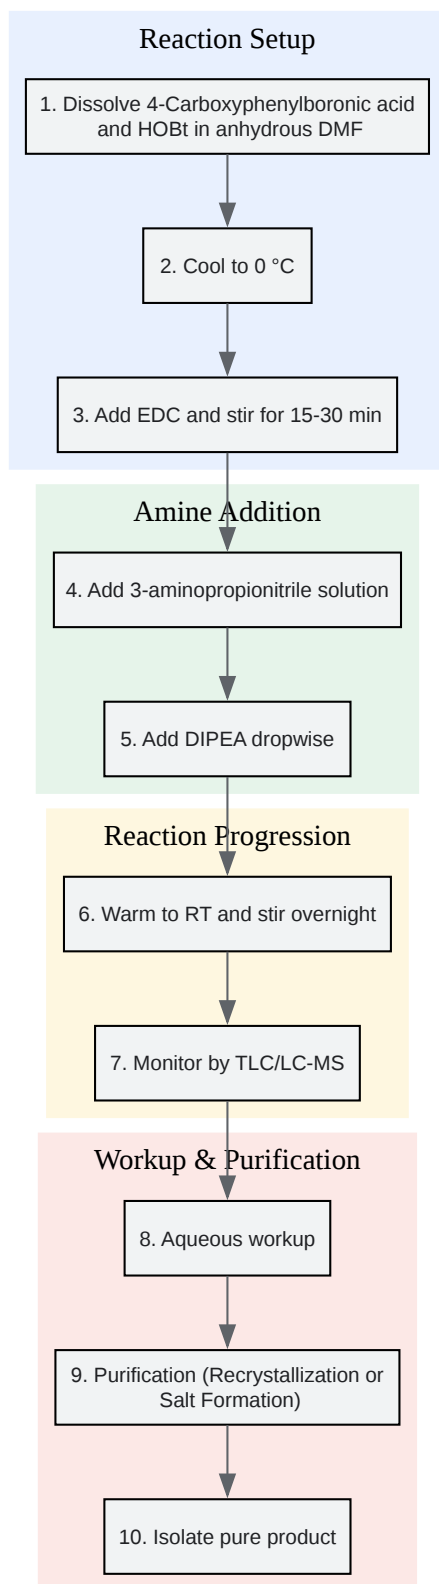 Reaction Setup
1. Dissolve 4-Carboxyphenylboronic acid
and HOBt in anhydrous DMF
2. Cool to 0 °C
3. Add EDC and stir for 15-30 min
Amine Addition
4. Add 3-aminopropionitrile solution
5. Add DIPEA dropwise
Reaction Progression
6. Warm to RT and stir overnight
7. Monitor by TLC/LC-MS
Workup & Purification
8. Aqueous workup
9. Purification (Recrystallization or
Salt Formation)
10. Isolate pure product